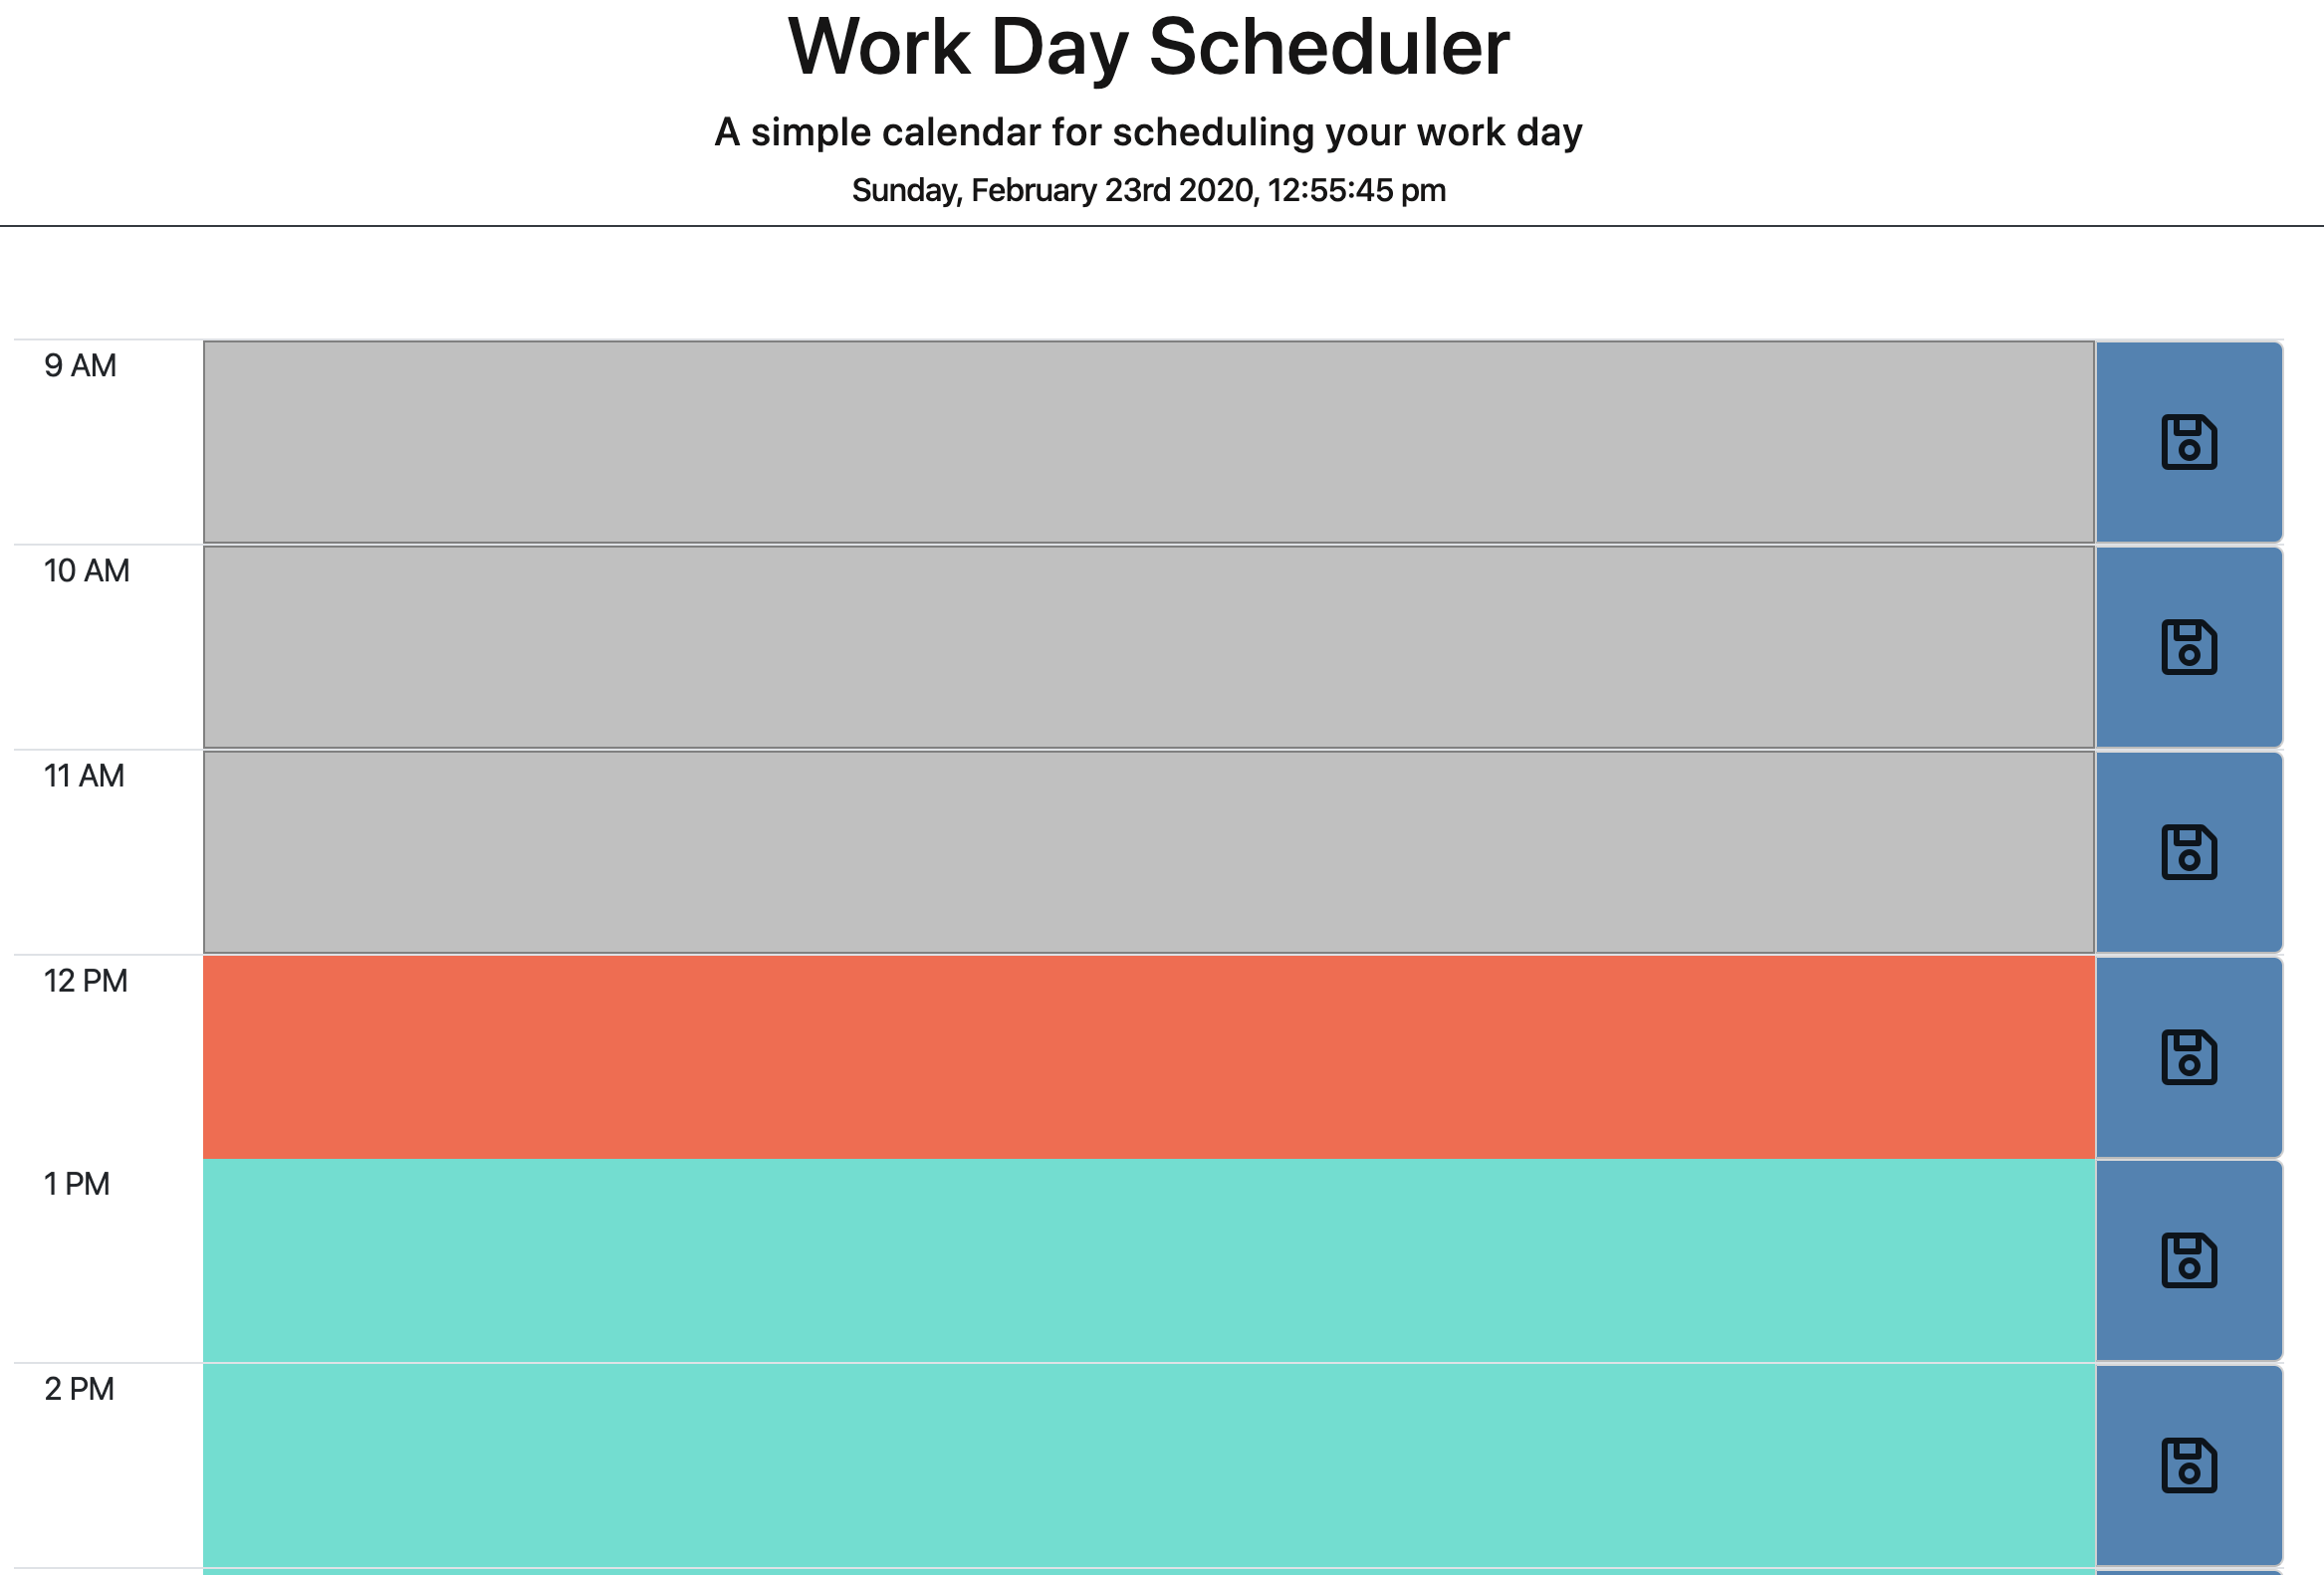 Work Day Scheduler
A simple calendar for scheduling your work day
Sunday, February 23rd 2020, 12:55:45 pm
9 AM
10 AM
11 AM
12 PM
1 PM
2 PM